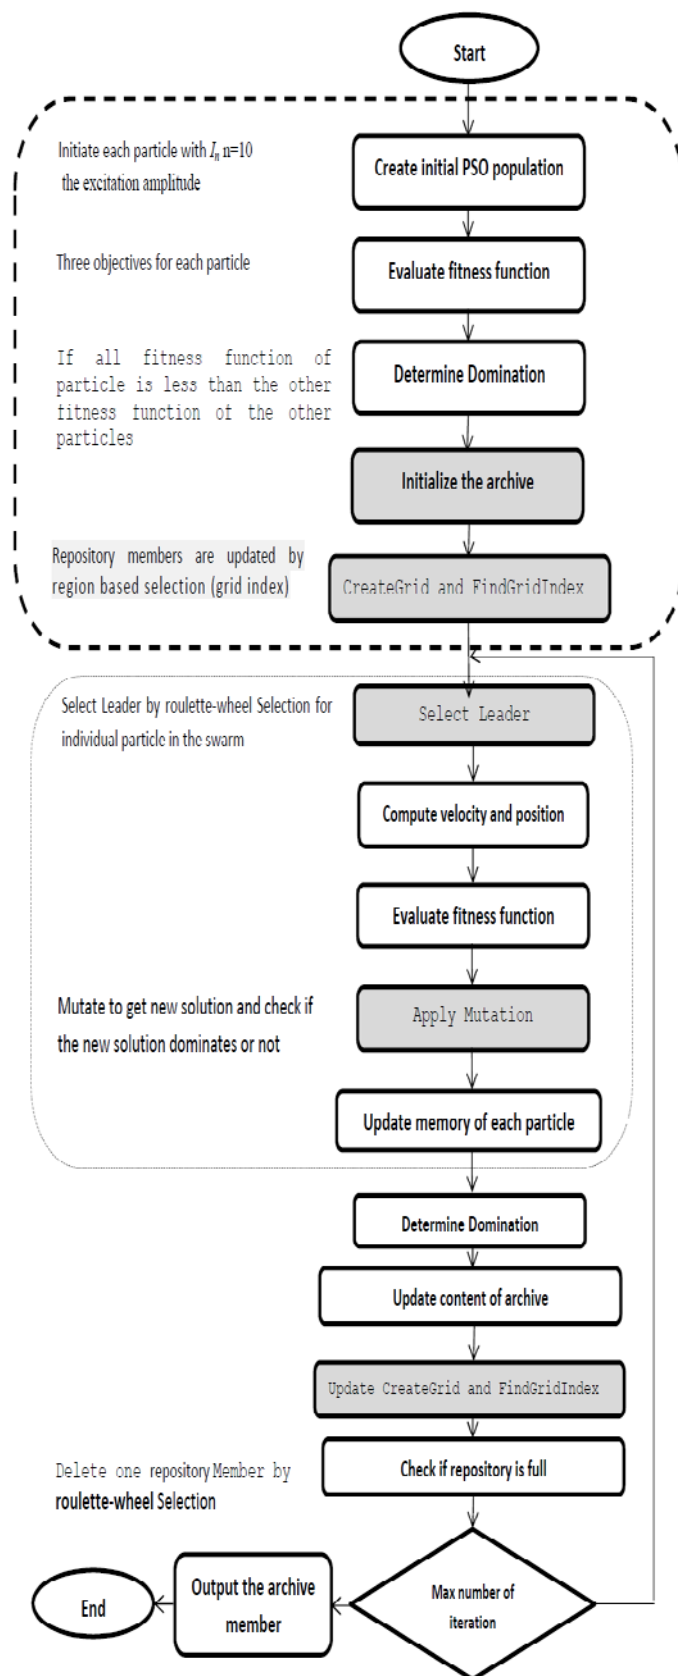 Start
Initiate each particle with In n=10
the excitation amplitude
Create initial PSO population
Three objectives for each particle
Evaluate fitness function
If all fitness function of
particle is less than the other
fitness function of the other
particles
Determine Domination
Initialize the archive
Repository members are updated by
region based selection (grid index)
CreateGrid and FindGridIndex
Select Leader by roulette-wheel Selection for
individual particle in the swarm
Select Leader
Compute velocity and position
Evaluate fitness function
Mutate to get new solution and check if
the new solution dominates or not
Apply Mutation
Update memory of each particle
Determine Domination
Update content of archive
Update CreateGrid and FindGridIndex
Delete one repository Member by
roulette-wheel Selection
Check if repository is full
Max number of
iteration
Output the archive
member
End